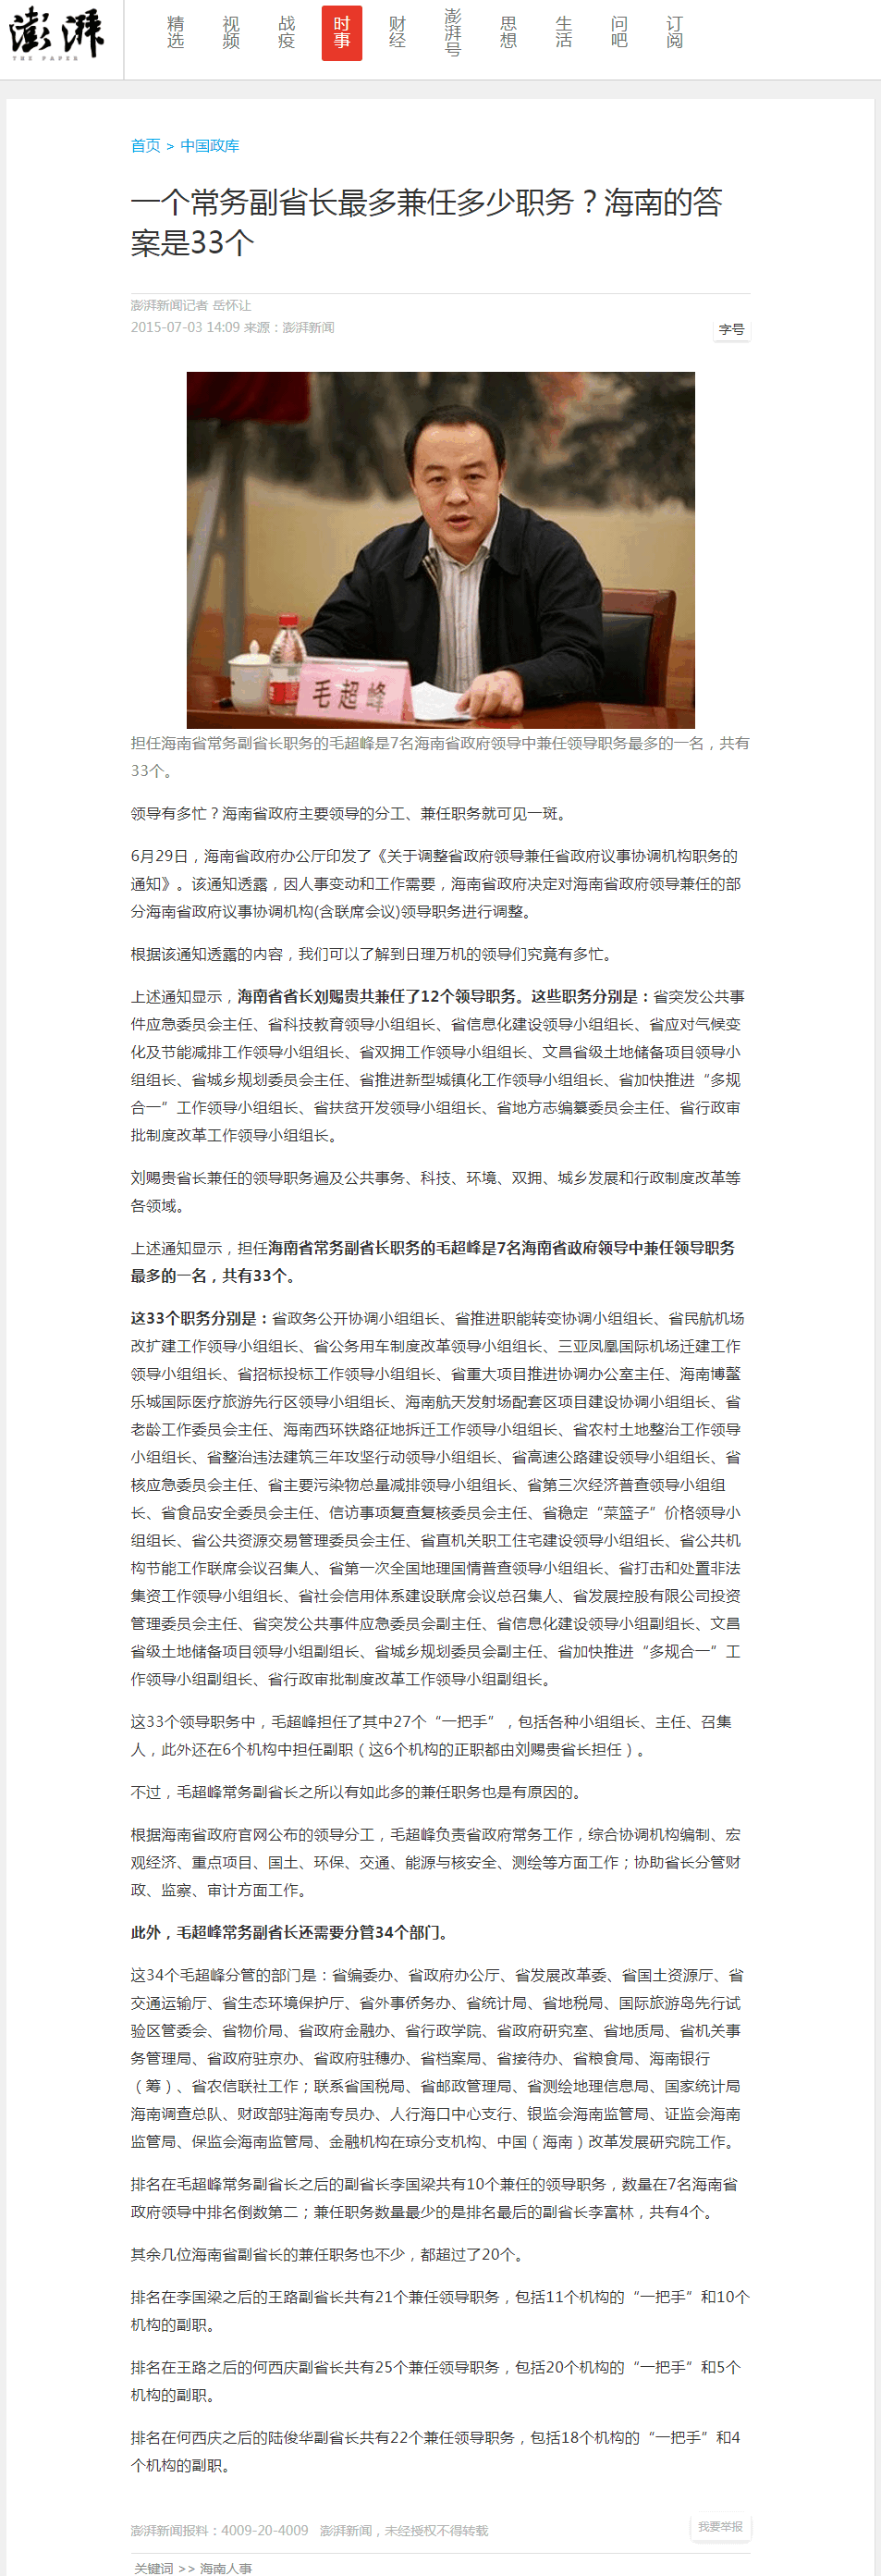 澎湃
THE PAPER
精选
视频
战疫
时事
财经
澎湃号
思想
生活
问吧
订阅
首页 > 中国政库
一个常务副省长最多兼任多少职务？海南的答
案是33个
澎湃新闻记者 岳怀让
2015-07-03 14:09 来源：澎湃新闻
字号
毛超峰
担任海南省常务副省长职务的毛超峰是7名海南省政府领导中兼任领导职务最多的一名，共有
33个。
领导有多忙？海南省政府主要领导的分工、兼任职务就可见一斑。
6月29日，海南省政府办公厅印发了《关于调整省政府领导兼任省政府议事协调机构职务的
通知》。该通知透露，因人事变动和工作需要，海南省政府决定对海南省政府领导兼任的部
分海南省政府议事协调机构(含联席会议)领导职务进行调整。
根据该通知透露的内容，我们可以了解到日理万机的领导们究竟有多忙。
上述通知显示，海南省省长刘赐贵共兼任了12个领导职务。这些职务分别是：省突发公共事
件应急委员会主任、省科技教育领导小组组长、省信息化建设领导小组组长、省应对气候变
化及节能减排工作领导小组组长、省双拥工作领导小组组长、文昌省级土地储备项目领导小
组组长、省城乡规划委员会主任、省推进新型城镇化工作领导小组组长、省加快推进“多规
合一”工作领导小组组长、省扶贫开发领导小组组长、省地方志编纂委员会主任、省行政审
批制度改革工作领导小组组长。
刘赐贵省长兼任的领导职务遍及公共事务、科技、环境、双拥、城乡发展和行政制度改革等
各领域。
上述通知显示，担任海南省常务副省长职务的毛超峰是7名海南省政府领导中兼任领导职务
最多的一名，共有33个。
这33个职务分别是：省政务公开协调小组组长、省推进职能转变协调小组组长、省民航机场
改扩建工作领导小组组长、省公务用车制度改革领导小组组长、三亚凤凰国际机场迁建工作
领导小组组长、省招标投标工作领导小组组长、省重大项目推进协调办公室主任、海南博鳌
乐城国际医疗旅游先行区领导小组组长、海南航天发射场配套区项目建设协调小组组长、省
老龄工作委员会主任、海南西环铁路征地拆迁工作领导小组组长、省农村土地整治工作领导
小组组长、省整治违法建筑三年攻坚行动领导小组组长、省高速公路建设领导小组组长、省
核应急委员会主任、省主要污染物总量减排领导小组组长、省第三次经济普查领导小组组
长、省食品安全委员会主任、信访事项复查复核委员会主任、省稳定“菜篮子”价格领导小
组组长、省公共资源交易管理委员会主任、省直机关职工住宅建设领导小组组长、省公共机
构节能工作联席会议召集人、省第一次全国地理国情普查领导小组组长、省打击和处置非法
集资工作领导小组组长、省社会信用体系建设联席会议总召集人、省发展控股有限公司投资
管理委员会主任、省突发公共事件应急委员会副主任、省信息化建设领导小组副组长、文昌
省级土地储备项目领导小组副组长、省城乡规划委员会副主任、省加快推进“多规合一”工
作领导小组副组长、省行政审批制度改革工作领导小组副组长。
这33个领导职务中，毛超峰担任了其中27个“一把手”，包括各种小组组长、主任、召集
人，此外还在6个机构中担任副职（这6个机构的正职都由刘赐贵省长担任）。
不过，毛超峰常务副省长之所以有如此多的兼任职务也是有原因的。
根据海南省政府官网公布的领导分工，毛超峰负责省政府常务工作，综合协调机构编制、宏
观经济、重点项目、国土、环保、交通、能源与核安全、测绘等方面工作；协助省长分管财
政、监察、审计方面工作。
此外，毛超峰常务副省长还需要分管34个部门。
这34个毛超峰分管的部门是：省编委办、省政府办公厅、省发展改革委、省国土资源厅、省
交通运输厅、省生态环境保护厅、省外事侨务办、省统计局、省地税局、国际旅游岛先行试
验区管委会、省物价局、省政府金融办、省行政学院、省政府研究室、省地质局、省机关事
务管理局、省政府驻京办、省政府驻穗办、省档案局、省接待办、省粮食局、海南银行
（筹）、省农信联社工作；联系省国税局、省邮政管理局、省测绘地理信息局、国家统计局
海南调查总队、财政部驻海南专员办、人行海口中心支行、银监会海南监管局、证监会海南
监管局、保监会海南监管局、金融机构在琼分支机构、中国（海南）改革发展研究院工作。
排名在毛超峰常务副省长之后的副省长李国梁共有10个兼任的领导职务，数量在7名海南省
政府领导中排名倒数第二；兼任职务数量最少的是排名最后的副省长李富林，共有4个。
其余几位海南省副省长的兼任职务也不少，都超过了20个。
排名在李国梁之后的王路副省长共有21个兼任领导职务，包括11个机构的“一把手”和10个
机构的副职。
排名在王路之后的何西庆副省长共有25个兼任领导职务，包括20个机构的“一把手”和5个
机构的副职。
排名在何西庆之后的陆俊华副省长共有22个兼任领导职务，包括18个机构的“一把手”和4
个机构的副职。
澎湃新闻报料：4009-20-4009 澎湃新闻，未经授权不得转载
我要举报
关键词 >> 海南人事